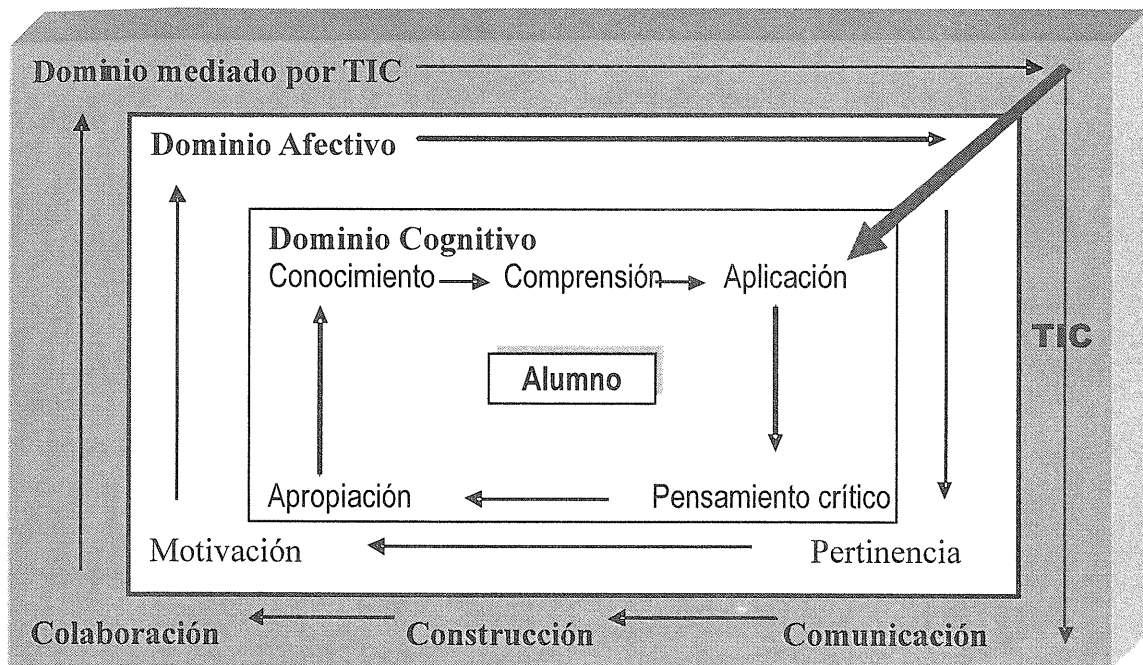 Dominio mediado por TIC
Dominio Afectivo
Dominio Cognitivo
Conocimiento Comprensión Aplicación
TIC
Alumno
Apropiación Pensamiento crítico
Motivación Pertinencia
Colaboración Construcción Comunicación